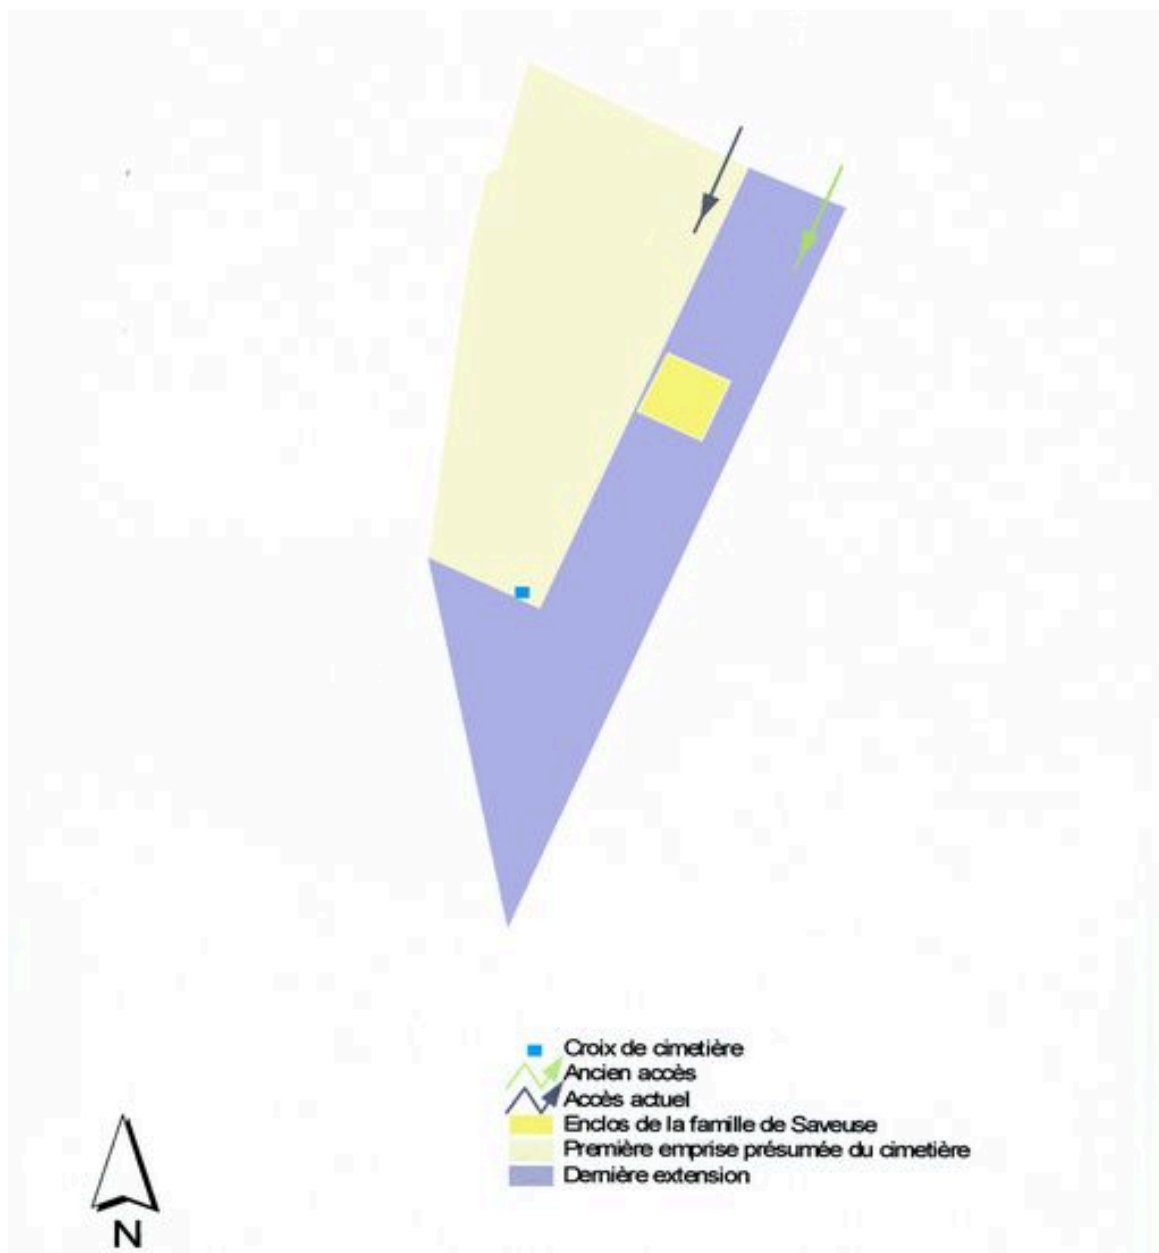 Croix de cimetière
Ancien accès
Accès actuel
Enclos de la famille de Saveuse
Première emprise présumée du cimetière
Dernière extension
N